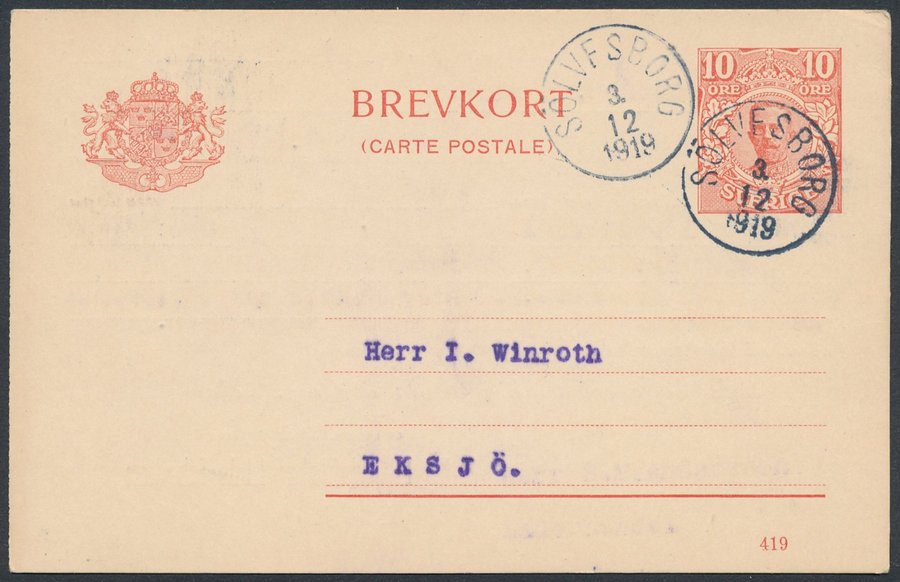 BREVKORT
(CARTE POSTALE)
SÖLVESBORG
3
12
1919
10 10
ÖRE ÖRE
SVERIGE
SÖLVESBORG
3
12
1919
Herr I. Winroth
EKSJÖ.
419